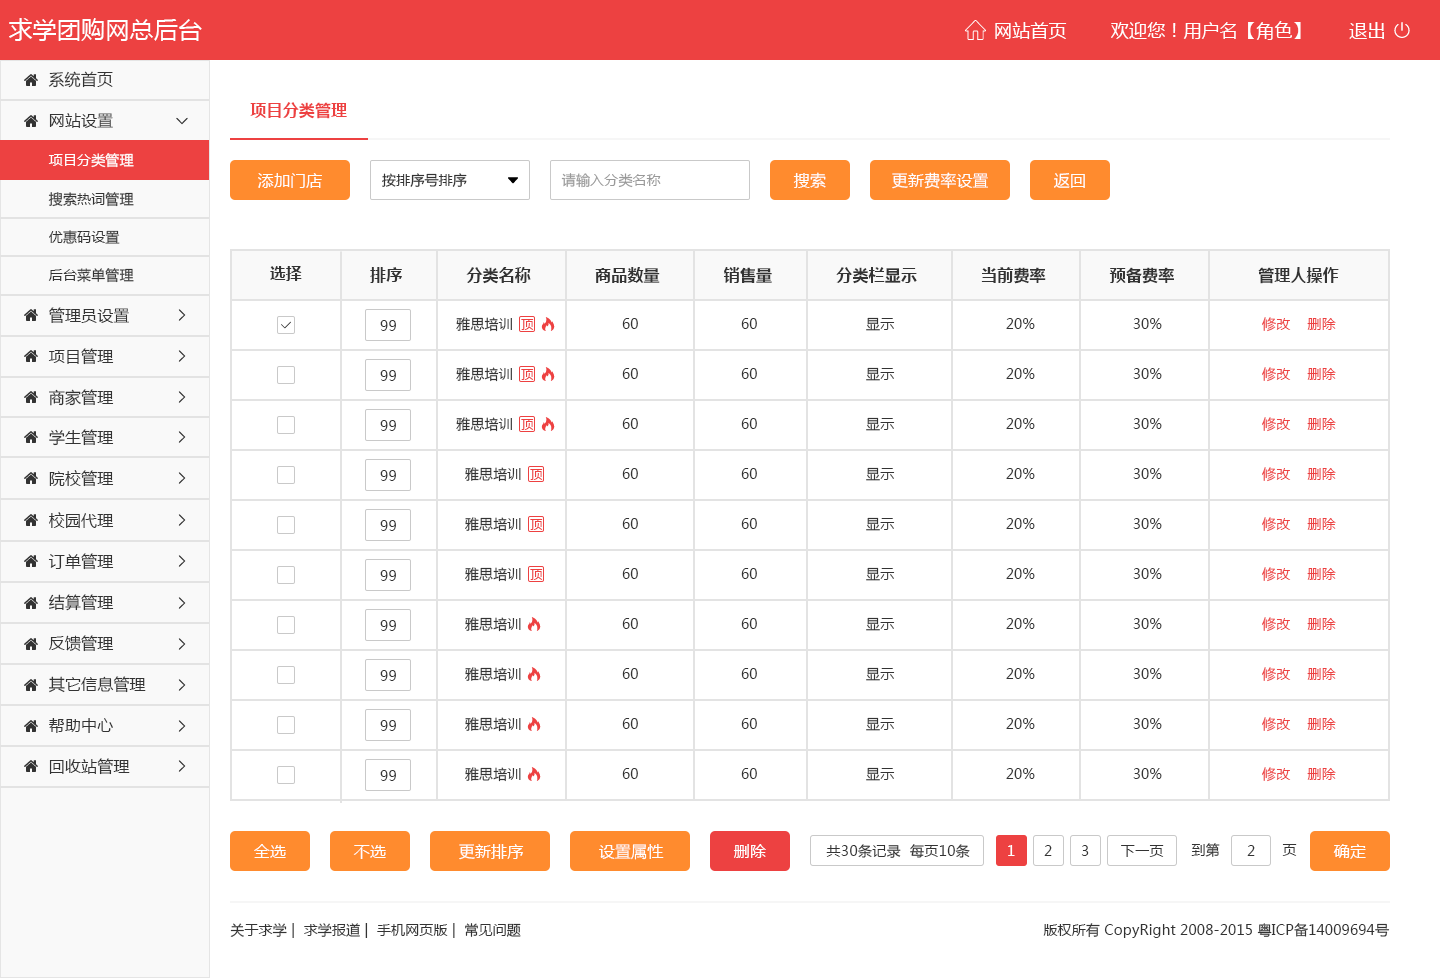 求学团购网总后台
网站首页 欢迎您！用户名【角色】 退出
系统首页
网站设置
项目分类管理
搜索热词管理
优惠码设置
后台菜单管理
管理员设置
项目管理
商家管理
学生管理
院校管理
校园代理
订单管理
结算管理
反馈管理
其它信息管理
帮助中心
回收站管理
项目分类管理
添加门店 按排序号排序 请输入分类名称 搜索 更新费率设置 返回
选择 排序 分类名称 商品数量 销售量 分类栏显示 当前费率 预备费率 管理人操作
99 雅思培训 顶 60 60 显示 20% 30% 修改 删除
99 雅思培训 顶 60 60 显示 20% 30% 修改 删除
99 雅思培训 顶 60 60 显示 20% 30% 修改 删除
99 雅思培训 顶 60 60 显示 20% 30% 修改 删除
99 雅思培训 顶 60 60 显示 20% 30% 修改 删除
99 雅思培训 顶 60 60 显示 20% 30% 修改 删除
99 雅思培训 60 60 显示 20% 30% 修改 删除
99 雅思培训 60 60 显示 20% 30% 修改 删除
99 雅思培训 60 60 显示 20% 30% 修改 删除
99 雅思培训 60 60 显示 20% 30% 修改 删除
全选 不选 更新排序 设置属性 删除 共30条记录 每页10条 1 2 3 下一页 到第 2 页 确定
关于求学 | 求学报道 | 手机网页版 | 常见问题
版权所有 CopyRight 2008-2015 粤ICP备14009694号